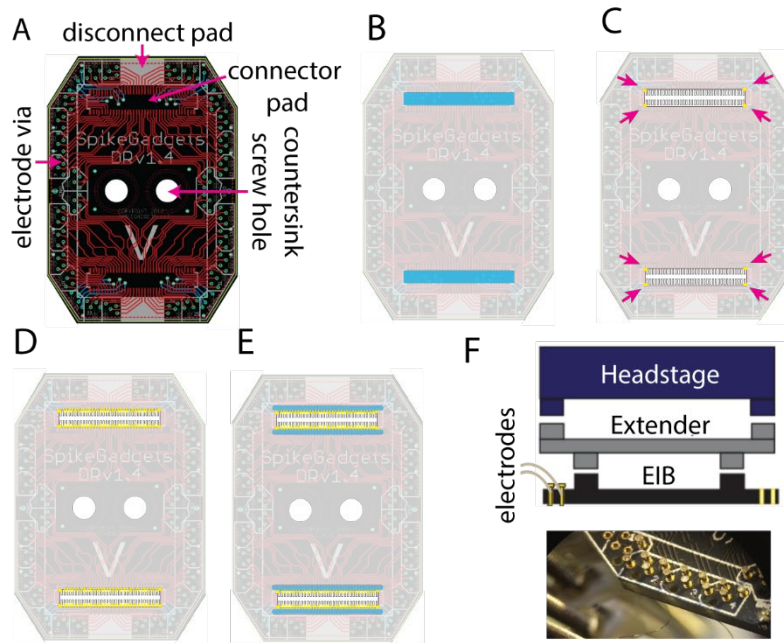 A
disconnect pad
connector
pad
countersink
screw hole
electrode via
SpikeGadgets
DRv1.4
B
SpikeGadgets
DRv1.4
C
SpikeGadgets
DRv1.4
D
SpikeGadgets
DRv1.4
E
SpikeGadgets
DRv1.4
F
Headstage
Extender
EIB
electrodes